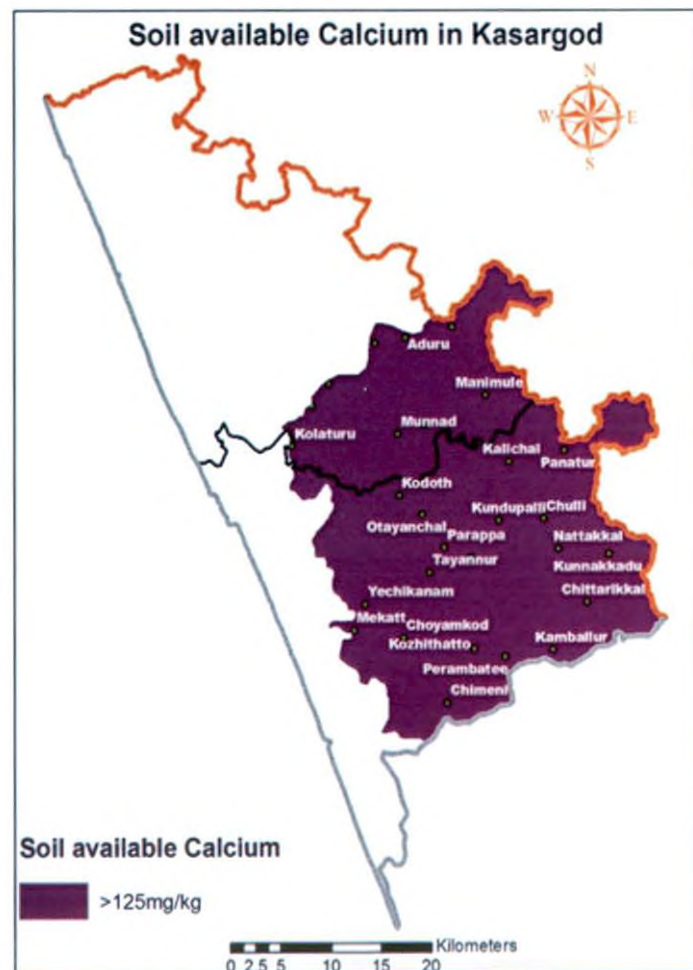 Soil available Calcium in Kasargod
N
W E
S
Aduru
Manimule
Kolaturu
Munnad
Kalichal
Panatur
Kodoth
Kundupalli Chulli
Otayanchal
Parappa
Nattakkal
Tayannur
Kunnakkadu
Yechikanam
Chittarikkal
Mekatt
Choyamkod
Kozhithatto
Kamballur
Perambatee
Chimeni
Soil available Calcium
>125mg/kg
Kilometers
0 2.5 5 10 15 20